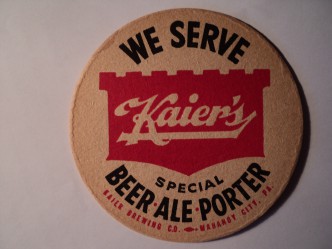 WE SERVE
Kaier's
SPECIAL
BEER·ALE·PORTER
KAIER BREWING CO. MAHANOY CITY, PA.